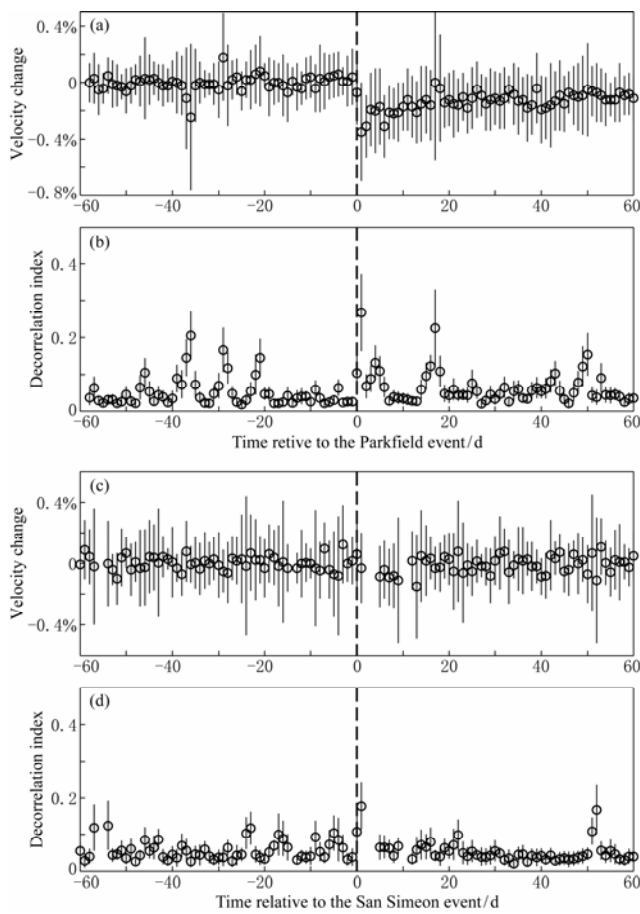 (a)
0.4%
0
-0.4%
-0.8%
Velocity change
-60 -40 -20 0 20 40 60
(b)
0.4
0.2
0
Decorrelation index
-60 -40 -20 0 20 40 60
Time retive to the Parkfield event/d
(c)
0.4%
0
-0.4%
Velocity change
-60 -40 -20 0 20 40 60
(d)
0.4
0.2
0
Decorrelation index
-60 -40 -20 0 20 40 60
Time relative to the San Simeon event/d